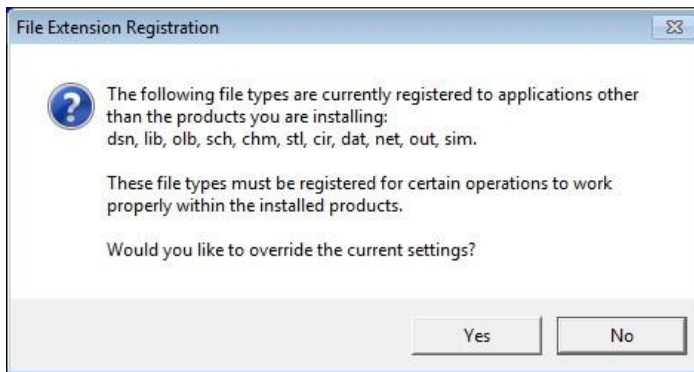 File Extension Registration
The following file types are currently registered to applications other
than the products you are installing:
dsn, lib, olb, sch, chm, stl, cir, dat, net, out, sim.
These file types must be registered for certain operations to work
properly within the installed products.
Would you like to override the current settings?
Yes
No